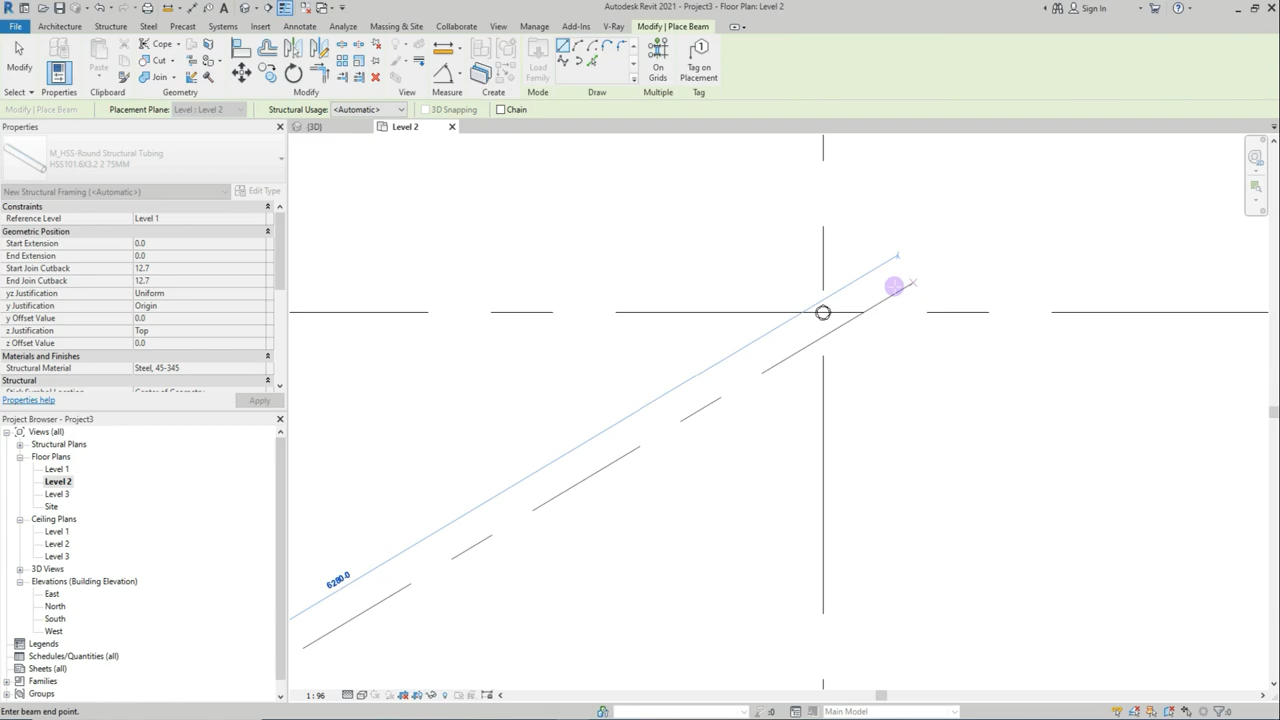 Autodesk Revit 2021 - Project3 - Floor Plan: Level 2
Sign In
File Architecture Structure Steel Precast Systems Insert Annotate Analyze Massing & Site Collaborate View Manage Add-Ins V-Ray Modify | Place Beam
Cope
Cut
Join
Modify
Paste
Load
Family
On
Grids
Tag on
Placement
Select Properties Clipboard Geometry Modify View Measure Create Mode Draw Multiple Tag
Modify | Place Beam Placement Plane: Level : Level 2 Structural Usage: <Automatic> 3D Snapping Chain
Properties
{3D}
Level 2
M_HSS-Round Structural Tubing
HSS101.6X3.2 2 75MM
New Structural Framing (<Automatic>) Edit Type
Constraints
Reference Level Level 1
Geometric Position
Start Extension 0.0
End Extension 0.0
Start Join Cutback 12.7
End Join Cutback 12.7
yz Justification Uniform
y Justification Origin
y Offset Value 0.0
z Justification Top
z Offset Value 0.0
Materials and Finishes
Structural Material Steel, 45-345
Structural
Properties help Apply
Project Browser - Project3
Views (all)
Structural Plans
Floor Plans
Level 1
Level 2
Level 3
Site
Ceiling Plans
Level 1
Level 2
Level 3
3D Views
Elevations (Building Elevation)
East
North
South
West
Legends
Schedules/Quantities (all)
Sheets (all)
Families
Groups
6280.0
1 : 96
Enter beam end point.
:0
Main Model
:0